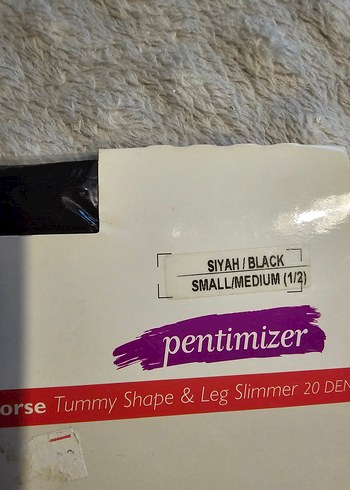 SIYAH / BLACK
SMALL/MEDIUM (1/2)
pentimizer
orse Tummy Shape & Leg Slimmer 20 DEN